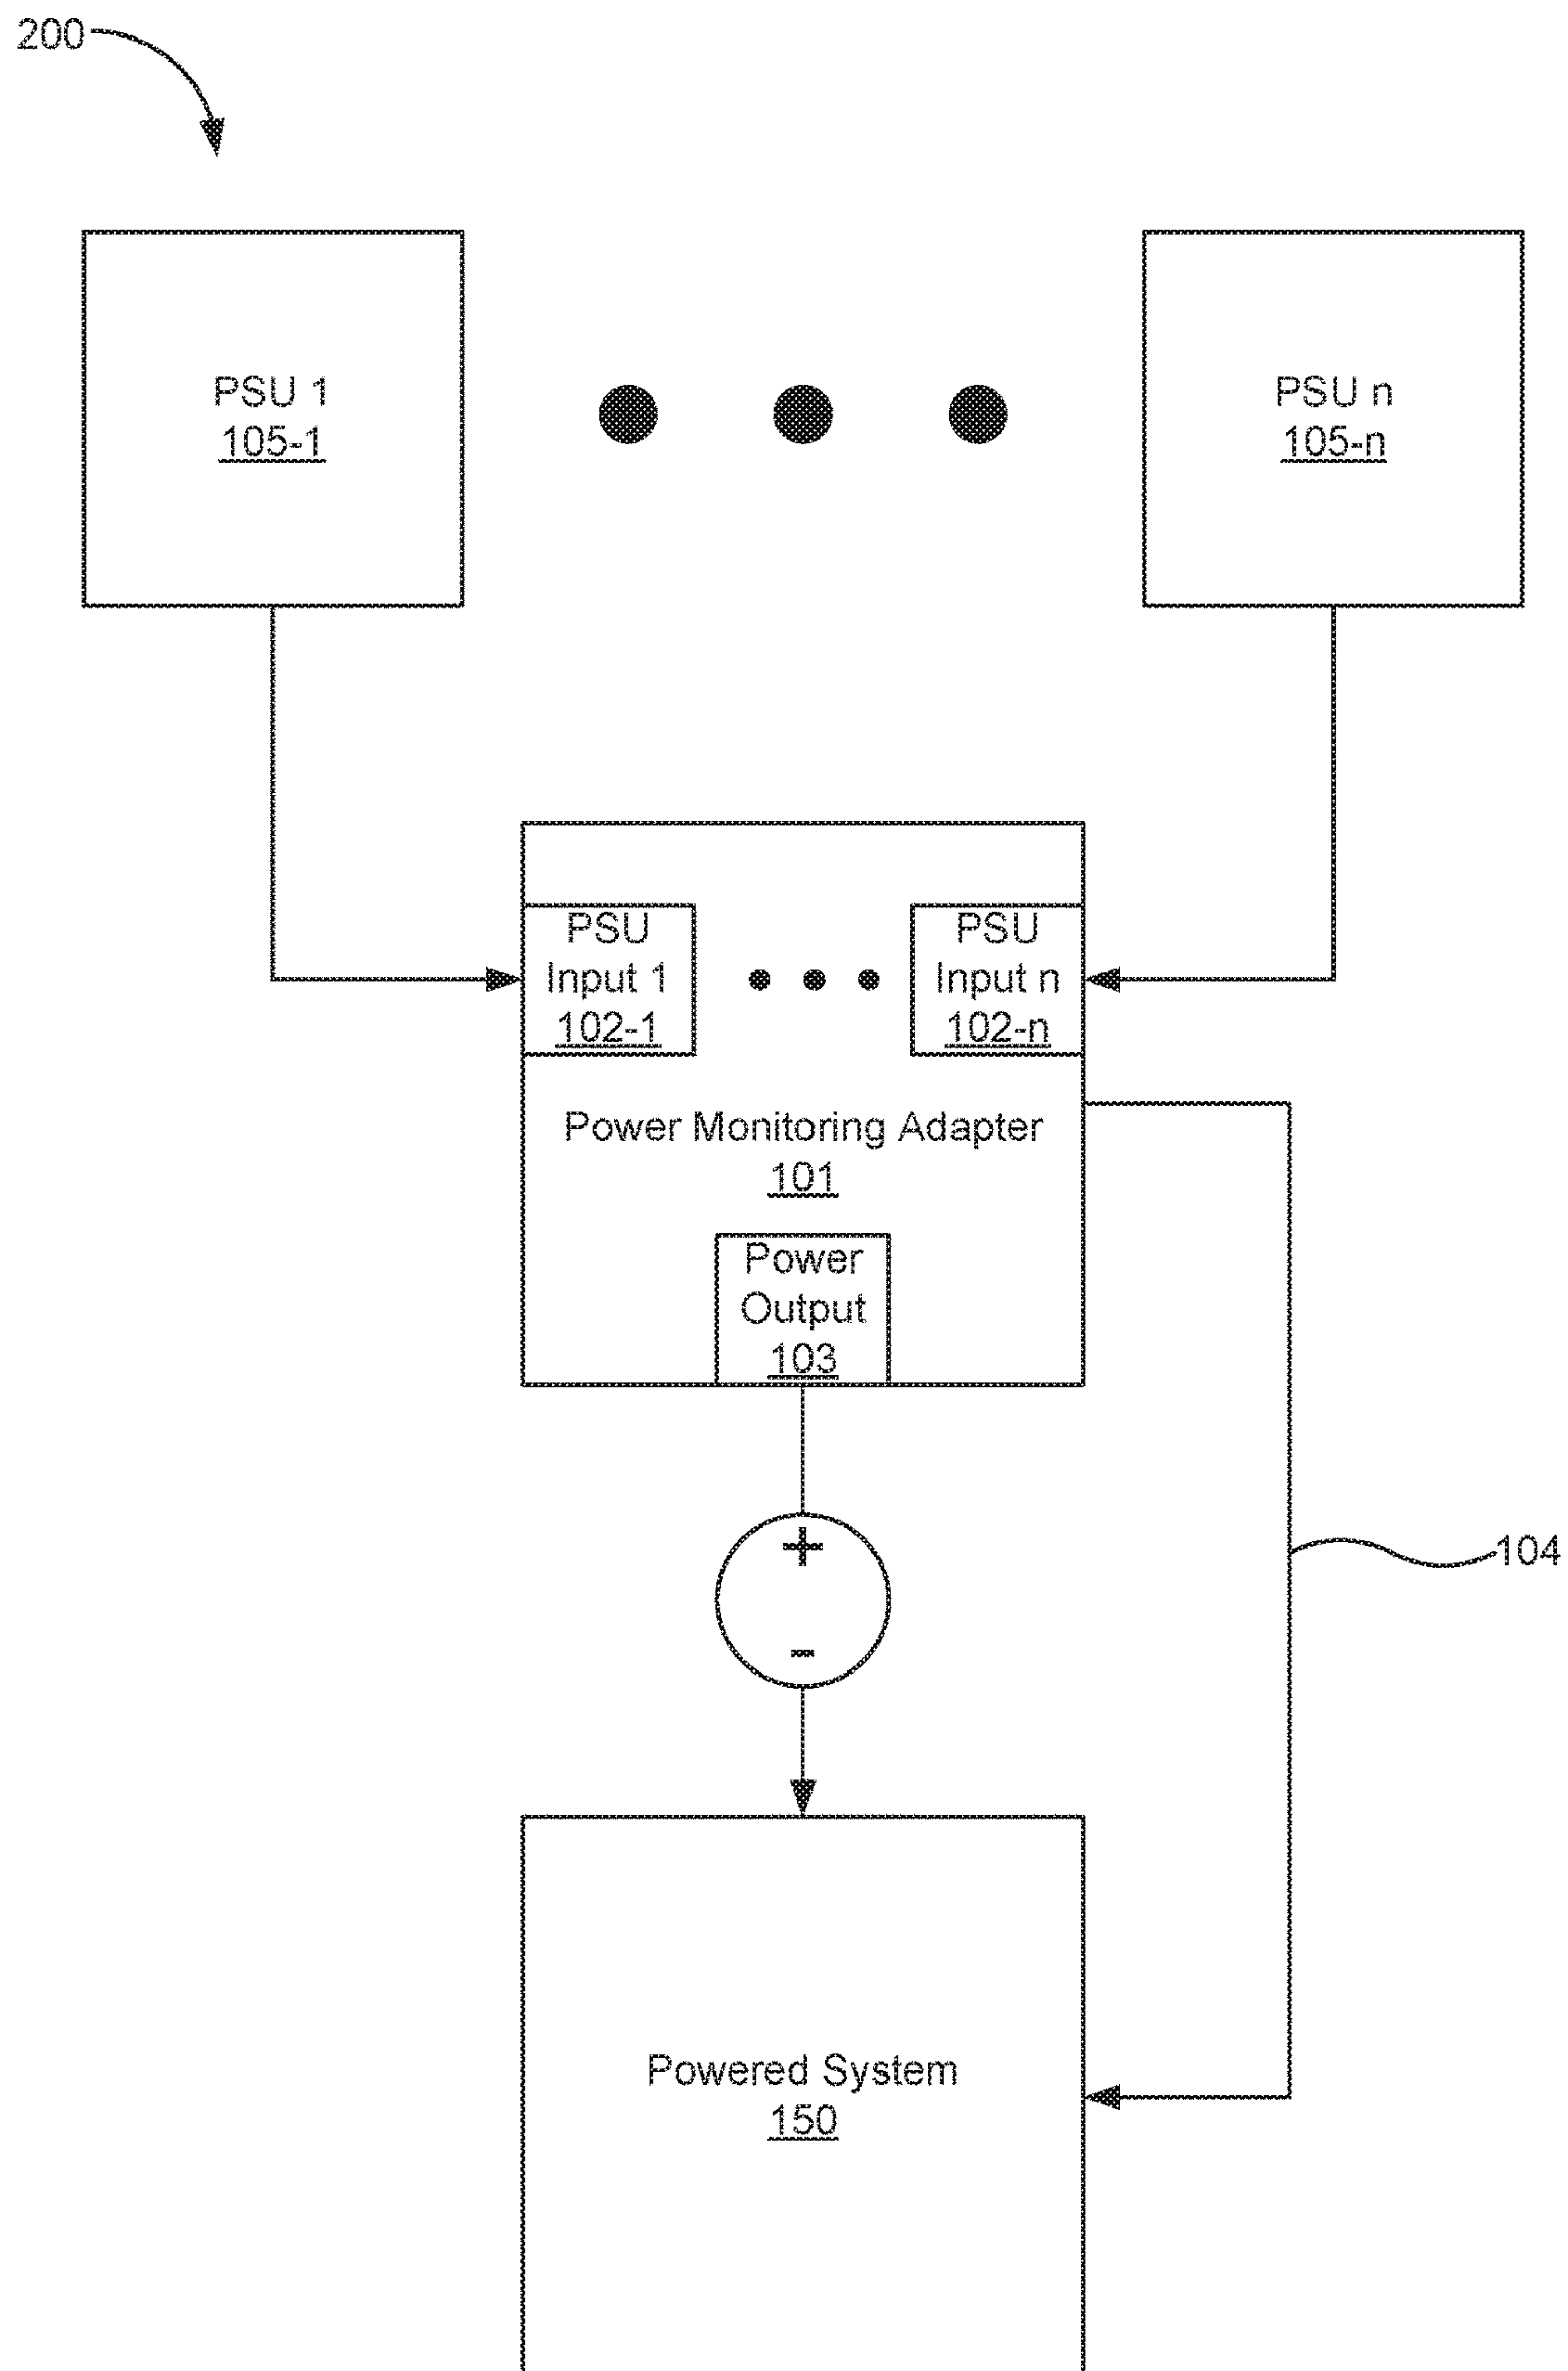 200
PSU 1
105-1
PSU n
105-n
PSU
Input 1
102-1
PSU
Input n
102-n
Power Monitoring Adapter
101
Power
Output
103
+
-
104
Powered System
150